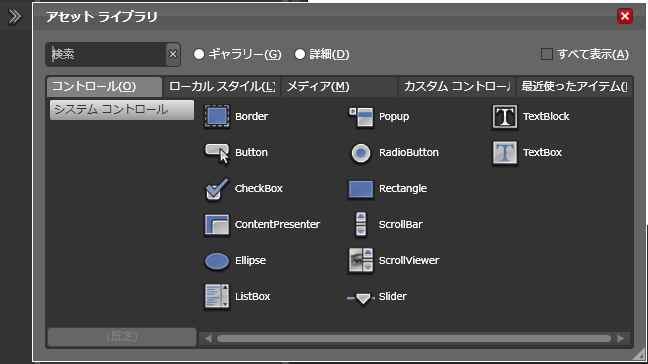 アセット ライブラリ
検索 ギャラリー(G) 詳細(D) すべて表示(A)
コントロール(O) ローカル スタイル(L) メディア(M) カスタム コントロール 最近使ったアイテム(
システム コントロール
Border Popup TextBlock
Button RadioButton TextBox
CheckBox Rectangle
ContentPresenter ScrollBar
Ellipse ScrollViewer
ListBox Slider
(既定)